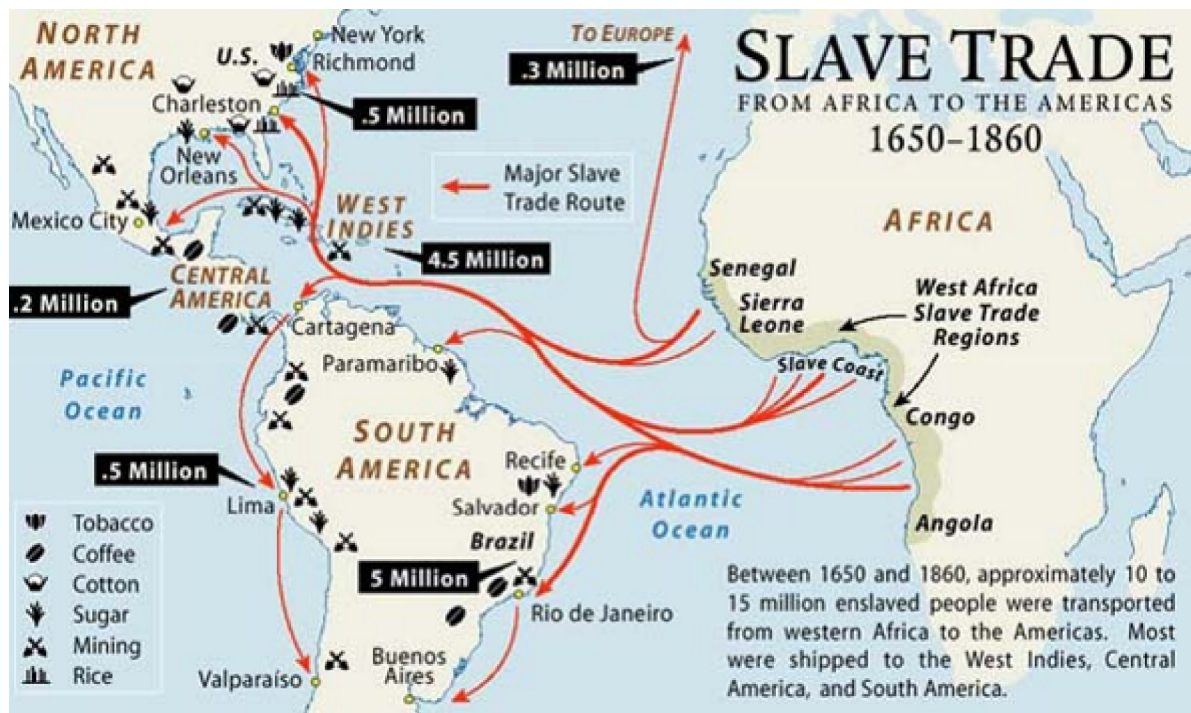 SLAVE TRADE
FROM AFRICA TO THE AMERICAS
1650–1860
NORTH
AMERICA
U.S.
New York
Richmond
Charleston
.5 Million
New
Orleans
Mexico City
TO EUROPE
.3 Million
Major Slave
Trade Route
WEST
INDIES
4.5 Million
CENTRAL
AMERICA
.2 Million
Cartagena
Paramaribo
Pacific
Ocean
SOUTH
AMERICA
.5 Million
Lima
Recife
Salvador
Brazil
5 Million
Rio de Janeiro
Buenos
Aires
Valparaíso
Atlantic
Ocean
AFRICA
Senegal
Sierra
Leone
West Africa
Slave Trade
Regions
Slave Coast
Congo
Angola
Tobacco
Coffee
Cotton
Sugar
Mining
Rice
Between 1650 and 1860, approximately 10 to
15 million enslaved people were transported
from western Africa to the Americas. Most
were shipped to the West Indies, Central
America, and South America.